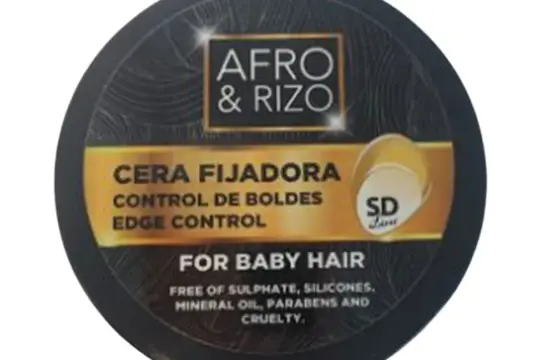 AFRO
& RIZO
CERA FIJADORA
CONTROL DE BOLDES
EDGE CONTROL
SD
FOR BABY HAIR
FREE OF SULPHATE, SILICONES,
MINERAL OIL, PARABENS AND
CRUELTY.